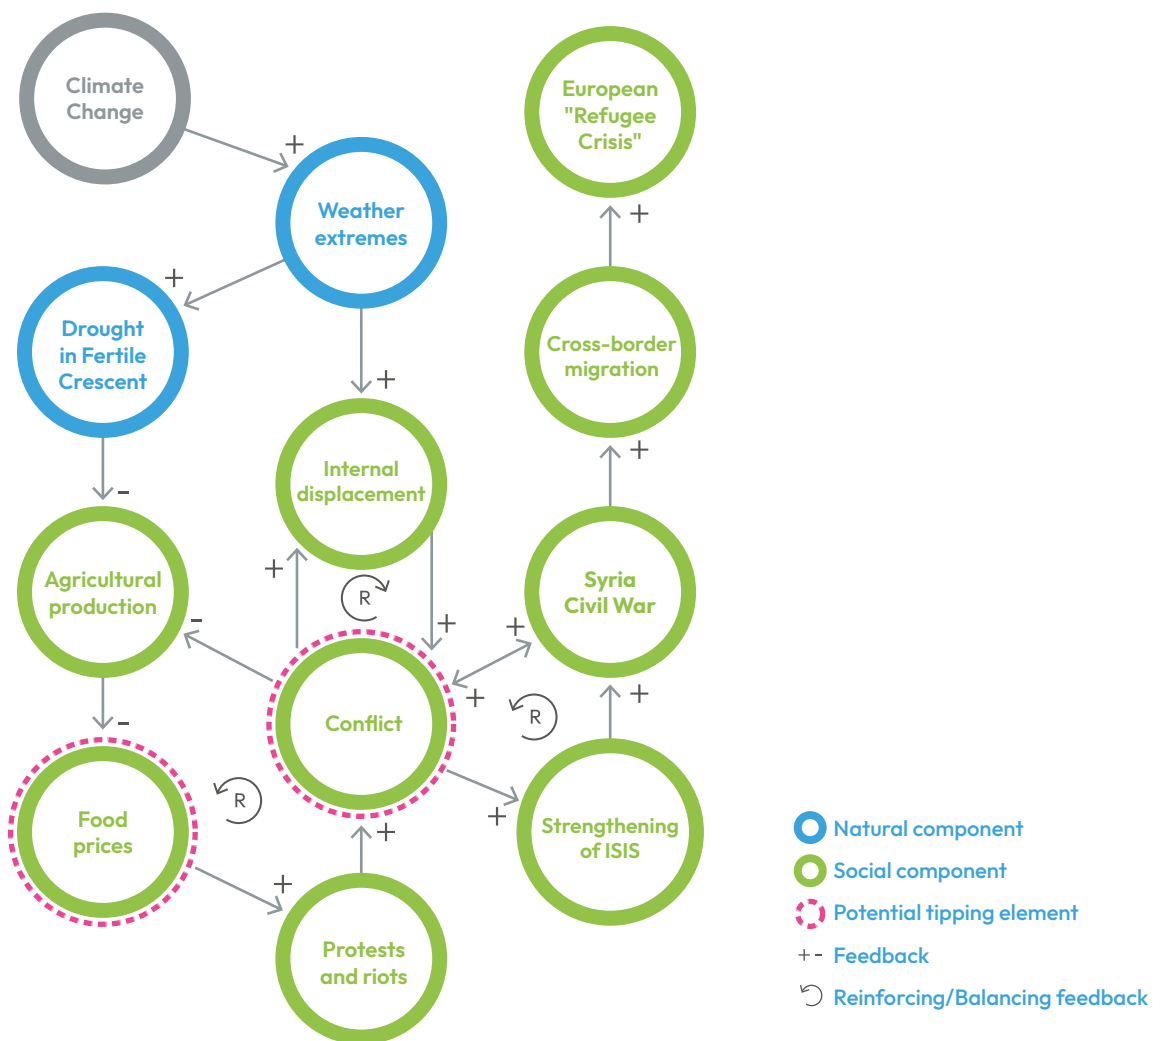 Climate
Change
+
Weather
extremes
+
Drought
in Fertile
Crescent
+
Internal
displacement
-
Agricultural
production
+
R
+
-
Conflict
-
Food
prices
R
+
Protests
and riots
+
+
+
R
+
Strengthening
of ISIS
+
Syria
Civil War
+
Cross-border
migration
+
European
"Refugee
Crisis"
Natural component
Social component
Potential tipping element
+ - Feedback
Reinforcing/Balancing feedback